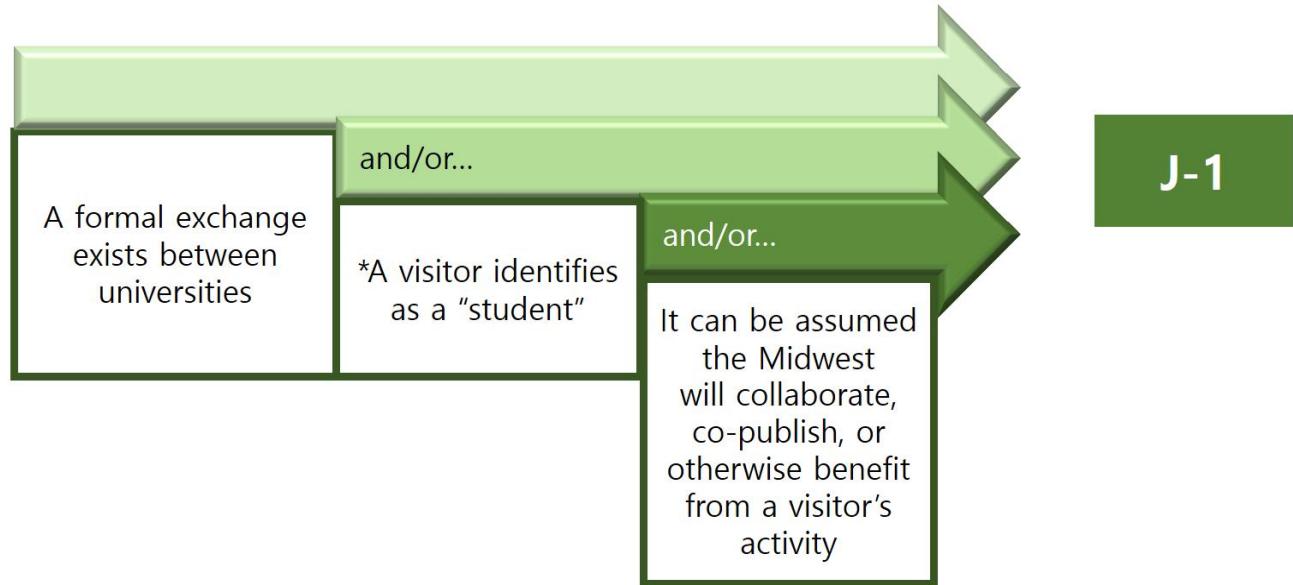 A formal exchange
exists between
universities
and/or...
*A visitor identifies
as a “student”
and/or...
It can be assumed
the Midwest
will collaborate,
co-publish, or
otherwise benefit
from a visitor’s
activity
J-1